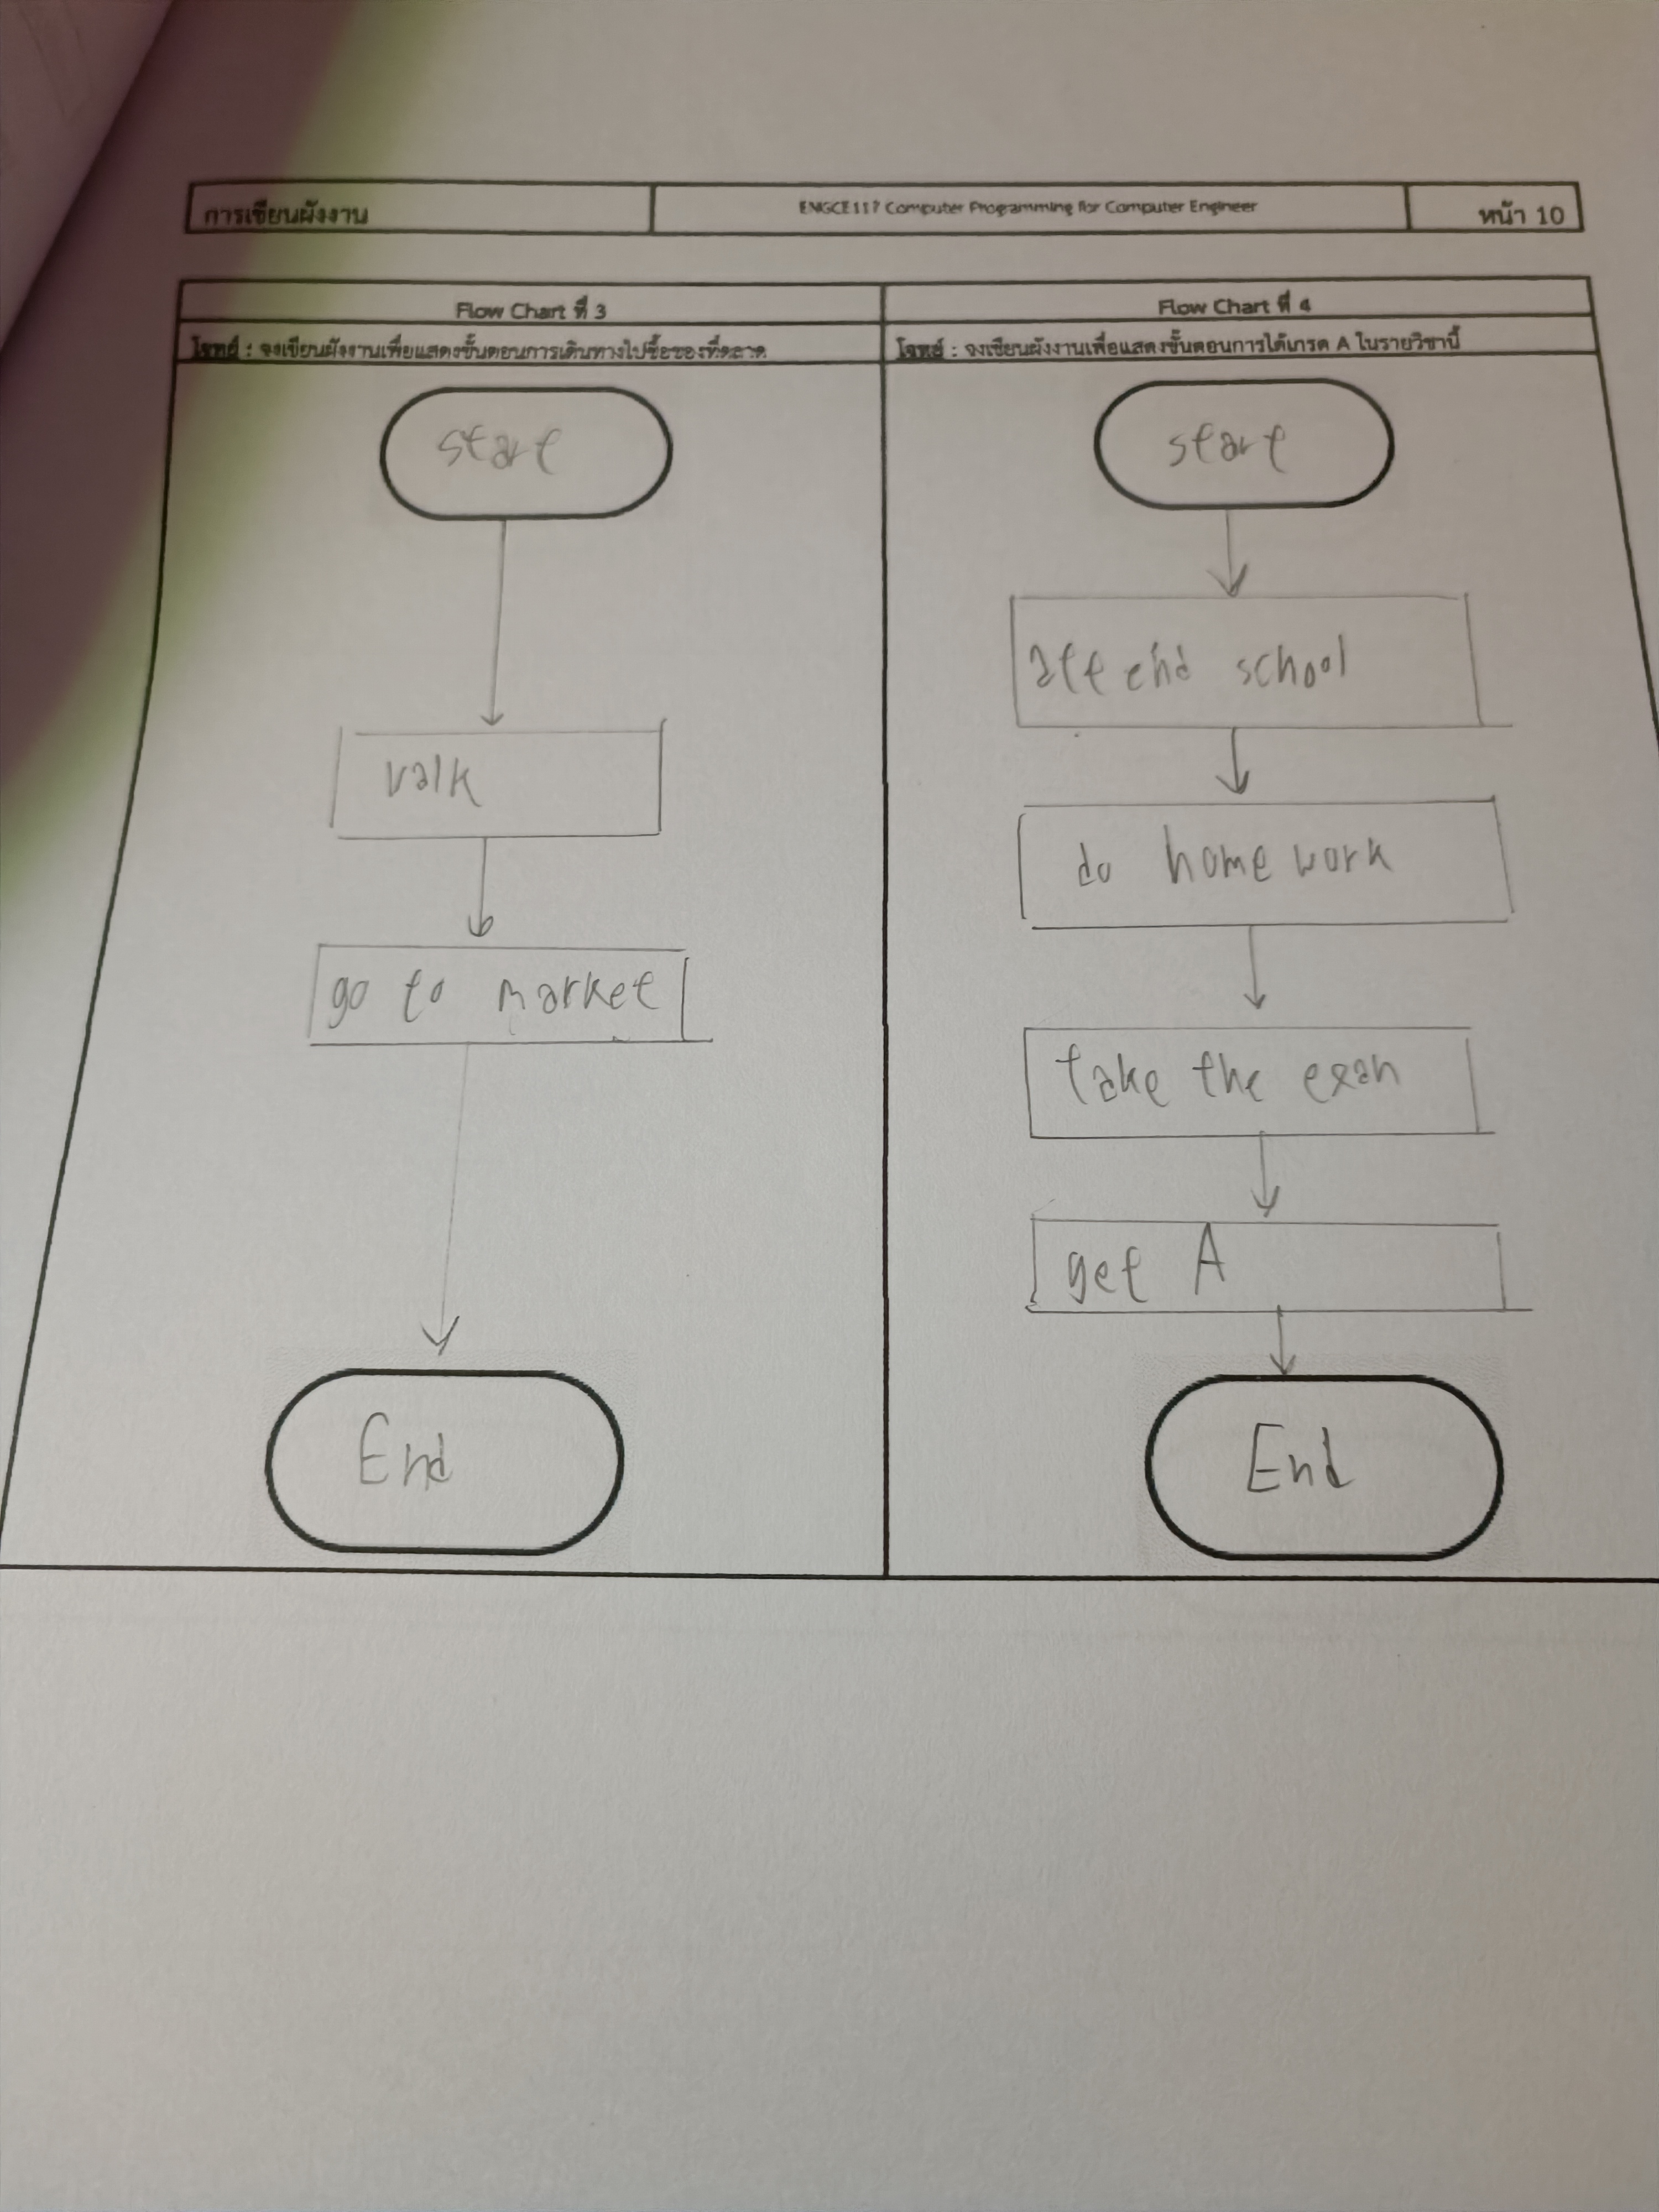 การเขียนผังงาน
ENGCE117 Computer Programming for Computer Engineer
หน้า 10
Flow Chart ที่ 3
โจทย์ : จงเขียนผังงานเพื่อแสดงขั้นตอนการเดินทางไปซื้อของที่ตลาด
start
walk
go to market
End
Flow Chart ที่ 4
โจทย์ : จงเขียนผังงานเพื่อแสดงขั้นตอนการได้เกรด A ในรายวิชานี้
start
attend school
do home work
take the exam
get A
End